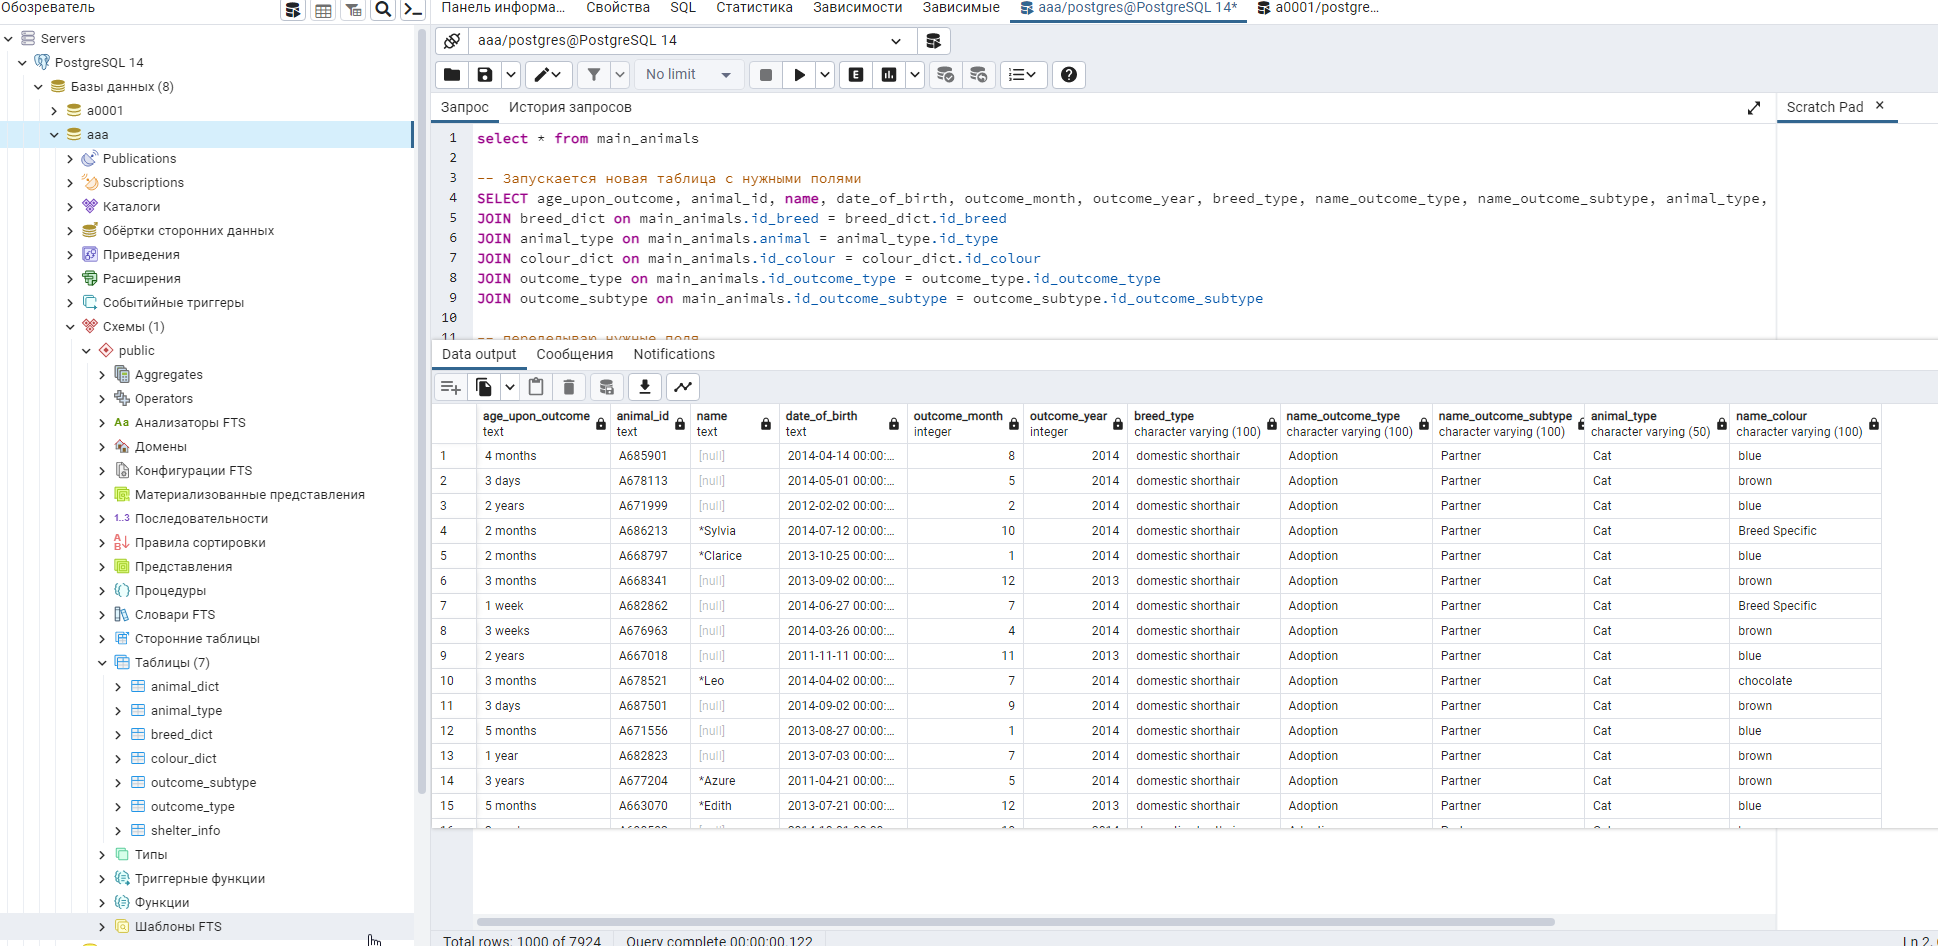 Обозреватель
Servers
PostgreSQL 14
Базы данных (8)
a0001
aaa
Publications
Subscriptions
Каталоги
Обёртки сторонних данных
Приведения
Расширения
Событийные триггеры
Схемы (1)
public
Aggregates
Operators
Анализаторы FTS
Домены
Конфигурации FTS
Материализованные представления
Последовательности
Правила сортировки
Представления
Процедуры
Словари FTS
Сторонние таблицы
Таблицы (7)
animal_dict
animal_type
breed_dict
colour_dict
outcome_subtype
outcome_type
shelter_info
Типы
Триггерные функции
Функции
Шаблоны FTS
Панель информа... Свойства SQL Статистика Зависимости Зависимые aaa/postgres@PostgreSQL 14* a0001/postgre...
aaa/postgres@PostgreSQL 14
No limit
Запрос История запросов Scratch Pad
1 select * from main_animals
2
3 -- Запускается новая таблица с нужными полями
4 SELECT age_upon_outcome, animal_id, name, date_of_birth, outcome_month, outcome_year, breed_type, name_outcome_type, name_outcome_subtype, animal_type,
5 JOIN breed_dict on main_animals.id_breed = breed_dict.id_breed
6 JOIN animal_type on main_animals.animal = animal_type.id_type
7 JOIN colour_dict on main_animals.id_colour = colour_dict.id_colour
8 JOIN outcome_type on main_animals.id_outcome_type = outcome_type.id_outcome_type
9 JOIN outcome_subtype on main_animals.id_outcome_subtype = outcome_subtype.id_outcome_subtype
10
11 -- переделываю нужные поля
Data output Сообщения Notifications
age_upon_outcome animal_id name date_of_birth outcome_month outcome_year breed_type name_outcome_type name_outcome_subtype animal_type name_colour
text text text text integer integer character varying (100) character varying (100) character varying (100) character varying (50) character varying (100)
1 4 months A685901 [null] 2014-04-14 00:00:... 8 2014 domestic shorthair Adoption Partner Cat blue
2 3 days A678113 [null] 2014-05-01 00:00:... 5 2014 domestic shorthair Adoption Partner Cat brown
3 2 years A671999 [null] 2012-02-02 00:00:... 2 2014 domestic shorthair Adoption Partner Cat blue
4 2 months A686213 *Sylvia 2014-07-12 00:00:... 10 2014 domestic shorthair Adoption Partner Cat Breed Specific
5 2 months A668797 *Clarice 2013-10-25 00:00:... 1 2014 domestic shorthair Adoption Partner Cat blue
6 3 months A668341 [null] 2013-09-02 00:00:... 12 2013 domestic shorthair Adoption Partner Cat brown
7 1 week A682862 [null] 2014-06-27 00:00:... 7 2014 domestic shorthair Adoption Partner Cat Breed Specific
8 3 weeks A676963 [null] 2014-03-26 00:00:... 4 2014 domestic shorthair Adoption Partner Cat brown
9 2 years A667018 [null] 2011-11-11 00:00:... 11 2013 domestic shorthair Adoption Partner Cat blue
10 3 months A678521 *Leo 2014-04-02 00:00:... 7 2014 domestic shorthair Adoption Partner Cat chocolate
11 3 days A687501 [null] 2014-09-02 00:00:... 9 2014 domestic shorthair Adoption Partner Cat brown
12 5 months A671556 [null] 2013-08-27 00:00:... 1 2014 domestic shorthair Adoption Partner Cat blue
13 1 year A682823 [null] 2013-07-03 00:00:... 7 2014 domestic shorthair Adoption Partner Cat brown
14 3 years A677204 *Azure 2011-04-21 00:00:... 5 2014 domestic shorthair Adoption Partner Cat brown
15 5 months A663070 *Edith 2013-07-21 00:00:... 12 2013 domestic shorthair Adoption Partner Cat blue
Total rows: 1000 of 7924 Query complete 00:00:00.122 Ln 2,